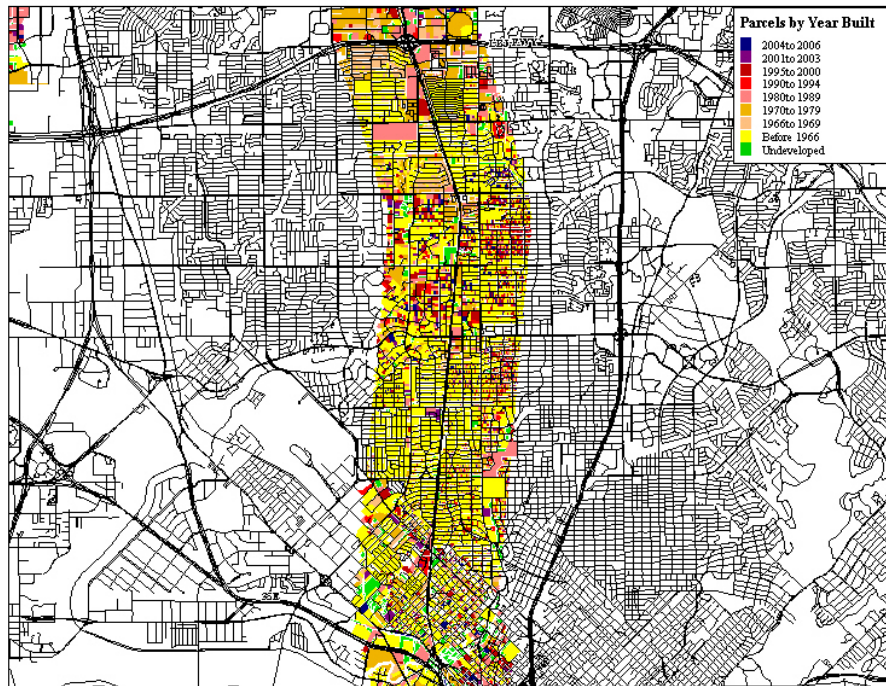 Parcels by Year Built
2004to 2006
2001to 2003
1995to 2000
1990to 1994
1980to 1989
1970to 1979
1966to 1969
Before 1966
Undeveloped
35 E